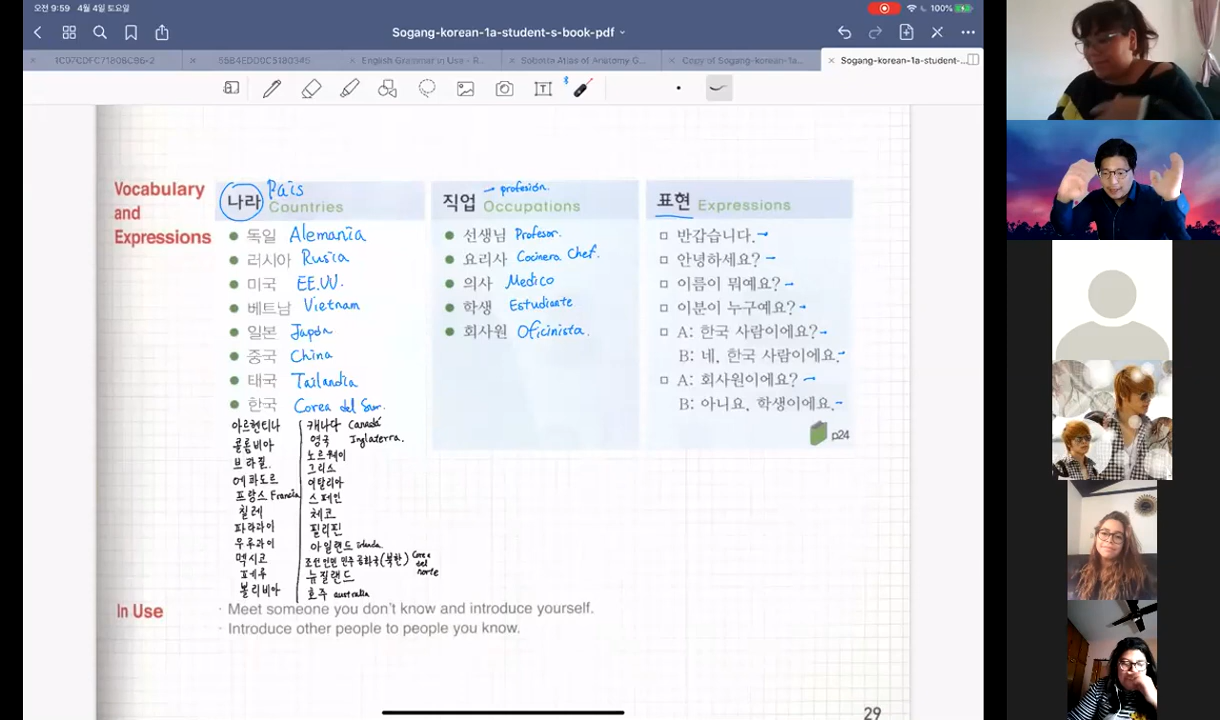 오전 9:59 4월 4일 토요일
100%
Sogang-korean-1a-student-s-book-pdf
1C97CDFC71808C86-2
English Grammar in Use - R...
Sobotta Atlas of Anatomy G...
Copy of Sogang-korean-1a...
Sogang-korean-1a-student-...
Vocabulary and Expressions
나라 País
Countries
독일 Alemania
러시아 Rusia
미국 EE.UU.
베트남 Vietnam
일본 Japón
중국 China
태국 Tailandia
한국 Corea del Sur.
아르헨티나
콜롬비아
브라질.
에콰도르
프랑스 Francia
칠레
파라과이
우루과이
멕시코
페루
볼리비아
캐나다 Canadá
영국 Inglaterra.
노르웨이
그리스
이탈리아
스페인
체코
필리핀
아일랜드 Irlanda.
조선 인민 민주 공화국(북한) Corea del norte
뉴질랜드
호주 australia
직업 → profesión.
Occupations
선생님 Profesor.
요리사 Cocinera Chef.
의사 Medico
학생 Estudiante
회사원 Oficinista.
표현 Expressions
반갑습니다.
안녕하세요?
이름이 뭐예요?
이분이 누구예요?
A: 한국 사람이에요?
B: 네, 한국 사람이에요.
A: 회사원이에요?
B: 아니요, 학생이에요.
p24
In Use
· Meet someone you don't know and introduce yourself.
· Introduce other people to people you know.
29